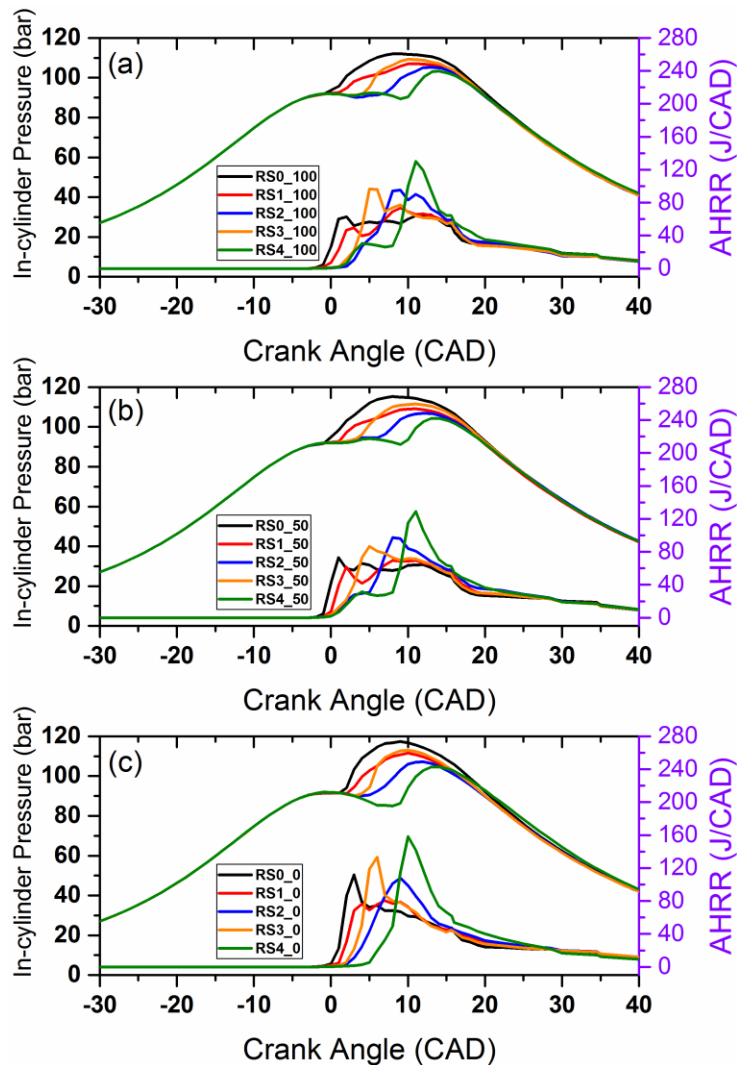 (a)
In-cylinder Pressure (bar)
120
100
80
60
40
20
0
RS0_100
RS1_100
RS2_100
RS3_100
RS4_100
280
240
200
160
120
80
40
0
AHRR (J/CAD)
-30 -20 -10 0 10 20 30 40
Crank Angle (CAD)
(b)
In-cylinder Pressure (bar)
120
100
80
60
40
20
0
RS0_50
RS1_50
RS2_50
RS3_50
RS4_50
280
240
200
160
120
80
40
0
AHRR (J/CAD)
-30 -20 -10 0 10 20 30 40
Crank Angle (CAD)
(c)
In-cylinder Pressure (bar)
120
100
80
60
40
20
0
RS0_0
RS1_0
RS2_0
RS3_0
RS4_0
280
240
200
160
120
80
40
0
AHRR (J/CAD)
-30 -20 -10 0 10 20 30 40
Crank Angle (CAD)